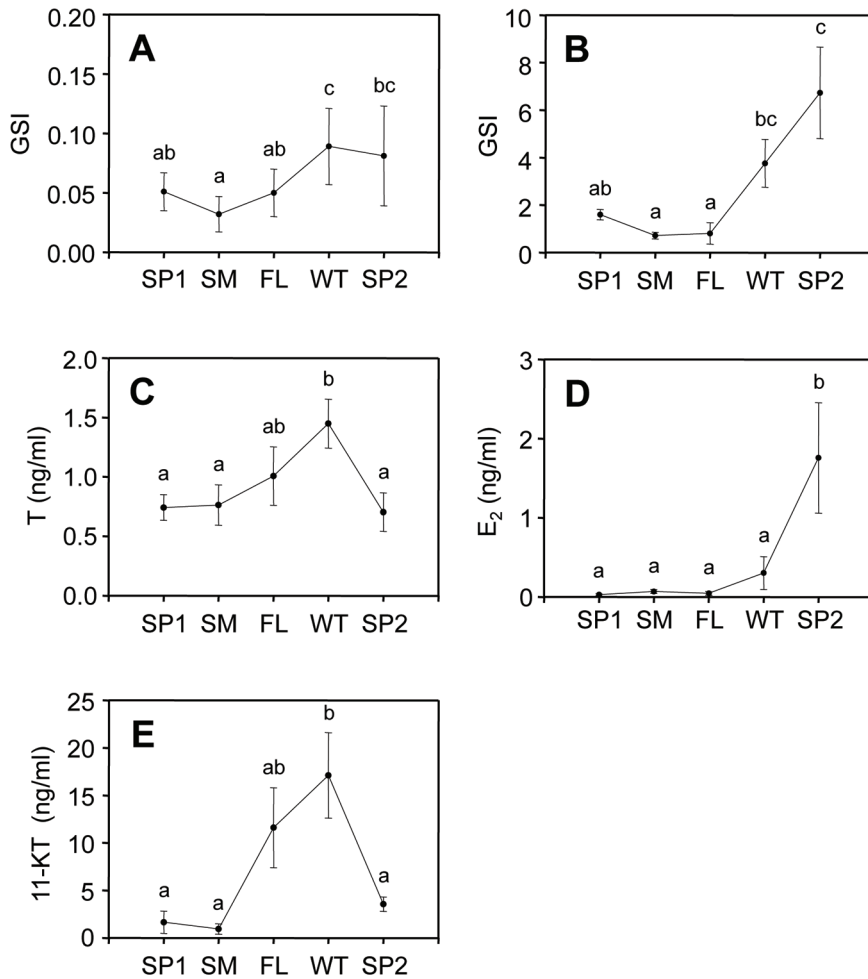 A
GSI
0.20
0.15
0.10
0.05
0.00
ab
a
ab
c
bc
SP1 SM FL WT SP2
B
GSI
10
8
6
4
2
0
ab
a
a
bc
c
SP1 SM FL WT SP2
C
T (ng/ml)
2.0
1.5
1.0
0.5
0.0
a
a
ab
b
a
SP1 SM FL WT SP2
D
E₂ (ng/ml)
3
2
1
0
a
a
a
a
b
SP1 SM FL WT SP2
E
11-KT (ng/ml)
25
20
15
10
5
0
a
a
ab
b
a
SP1 SM FL WT SP2